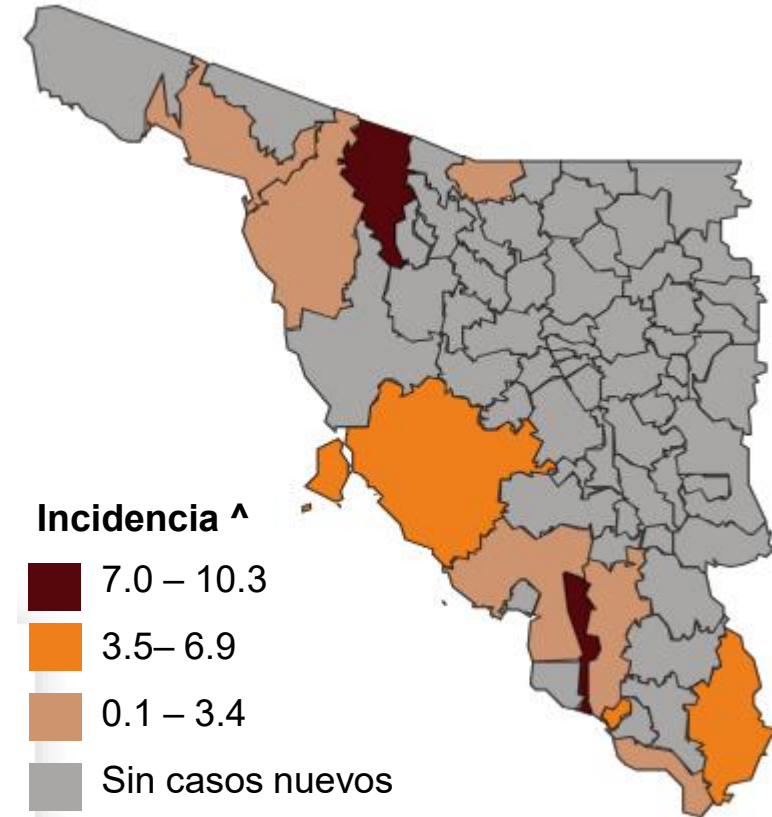 Incidencia ^
7.0 – 10.3
3.5– 6.9
0.1 – 3.4
Sin casos nuevos